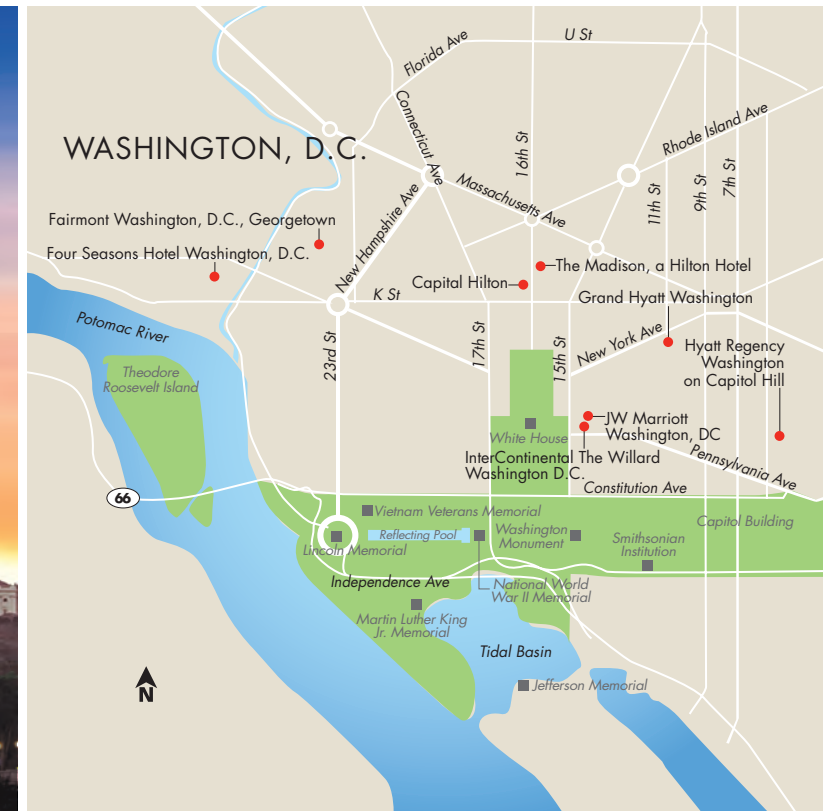 U St
Florida Ave
Connecticut Ave
Rhode Island Ave
WASHINGTON, D.C.
16th St
Massachusetts Ave
11th St
9th St
7th St
New Hampshire Ave
Fairmont Washington, D.C., Georgetown
Four Seasons Hotel Washington, D.C.
The Madison, a Hilton Hotel
Capital Hilton
K St
Grand Hyatt Washington
Potomac River
23rd St
17th St
15th St
New York Ave
Hyatt Regency
Washington
on Capitol Hill
Theodore
Roosevelt Island
JW Marriott
Washington, DC
White House
InterContinental The Willard
Washington D.C.
Pennsylvania Ave
Constitution Ave
66
Vietnam Veterans Memorial
Capitol Building
Reflecting Pool
Washington
Monument
Smithsonian
Institution
Lincoln Memorial
Independence Ave
National World
War II Memorial
Martin Luther King
Jr. Memorial
Tidal Basin
Jefferson Memorial
N